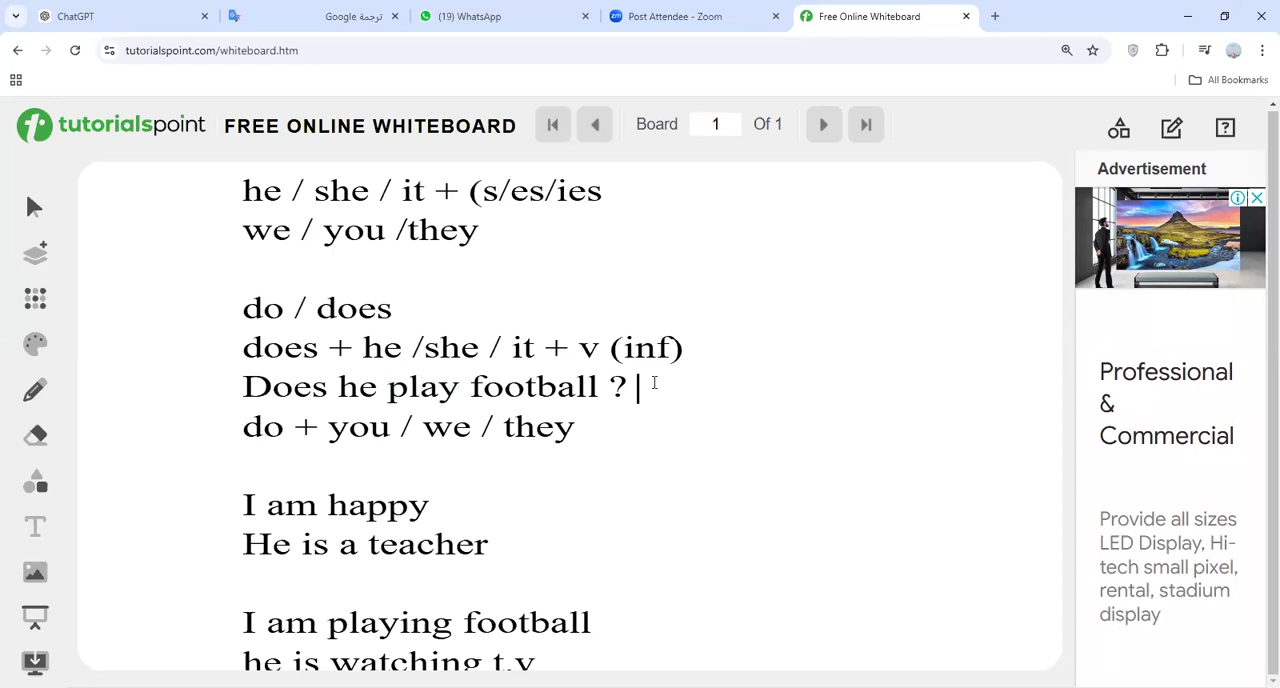 ChatGPT
ترجمة Google
(19) WhatsApp
Post Attendee - Zoom
Free Online Whiteboard
tutorialspoint.com/whiteboard.htm
All Bookmarks
tutorialspoint
FREE ONLINE WHITEBOARD
Board 1 Of 1
Advertisement
he / she / it + (s/es/ies
we / you /they
do / does
does + he /she / it + v (inf)
Does he play football ?
do + you / we / they
I am happy
He is a teacher
I am playing football
he is watching t.v
Professional
&
Commercial
Provide all sizes
LED Display, Hi-
tech small pixel,
rental, stadium
display